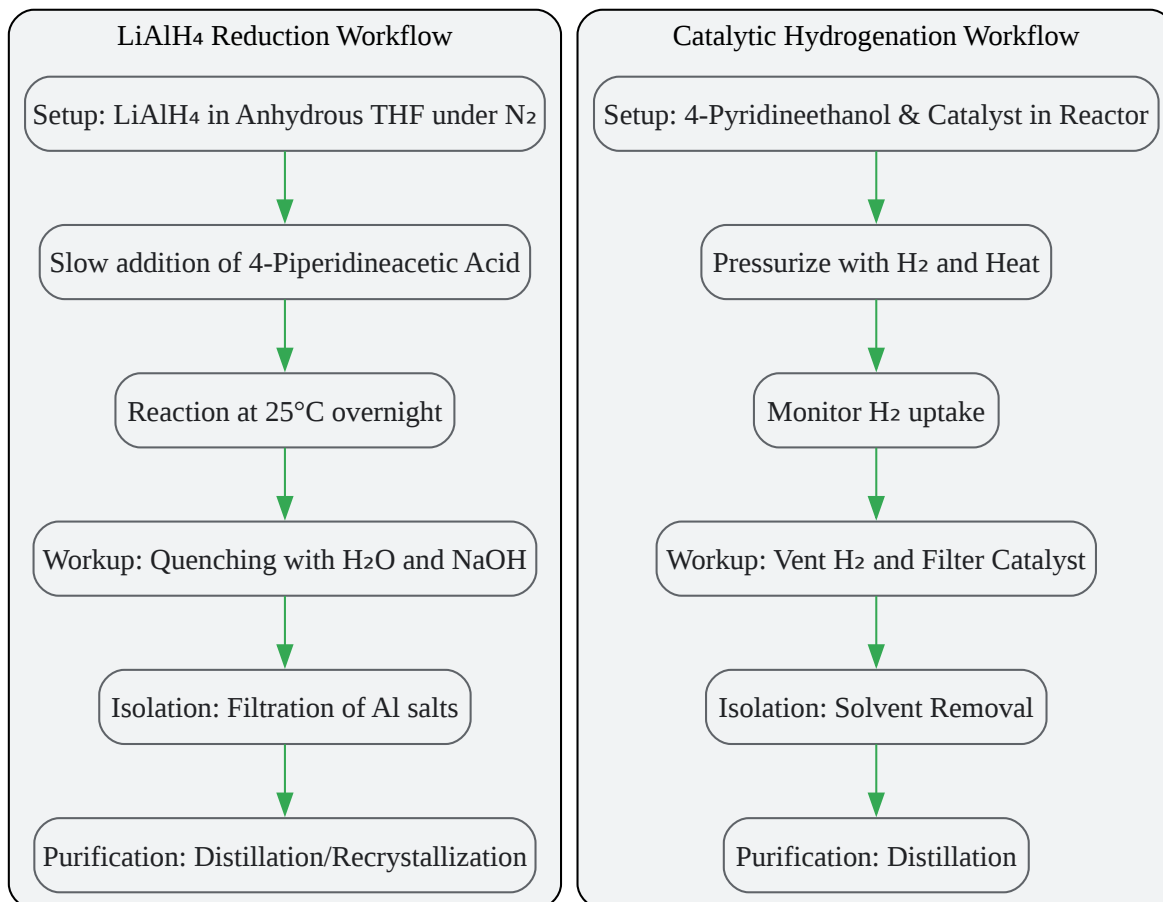 LiAlH₄ Reduction Workflow
Setup: LiAlH₄ in Anhydrous THF under N₂
Slow addition of 4-Piperidineacetic Acid
Reaction at 25°C overnight
Workup: Quenching with H₂O and NaOH
Isolation: Filtration of Al salts
Purification: Distillation/Recrystallization
Catalytic Hydrogenation Workflow
Setup: 4-Pyridineethanol & Catalyst in Reactor
Pressurize with H₂ and Heat
Monitor H₂ uptake
Workup: Vent H₂ and Filter Catalyst
Isolation: Solvent Removal
Purification: Distillation